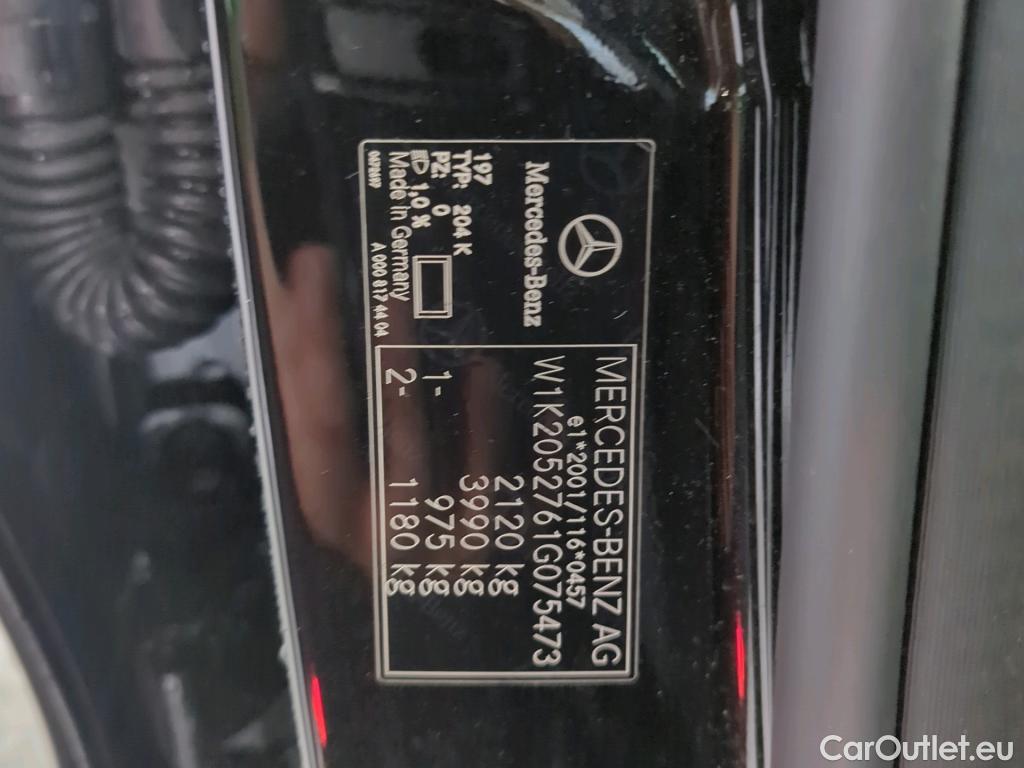 Mercedes-Benz
197
TYP: 204 K
PZ: 0
1,0 %
Made in Germany
A 000 817 44 04
MERCEDES-BENZ AG
e1*2001/116*0457
W1K2052761G075473
2120 kg
3990 kg
1- 975 kg
2- 1180 kg
CarOutlet.eu